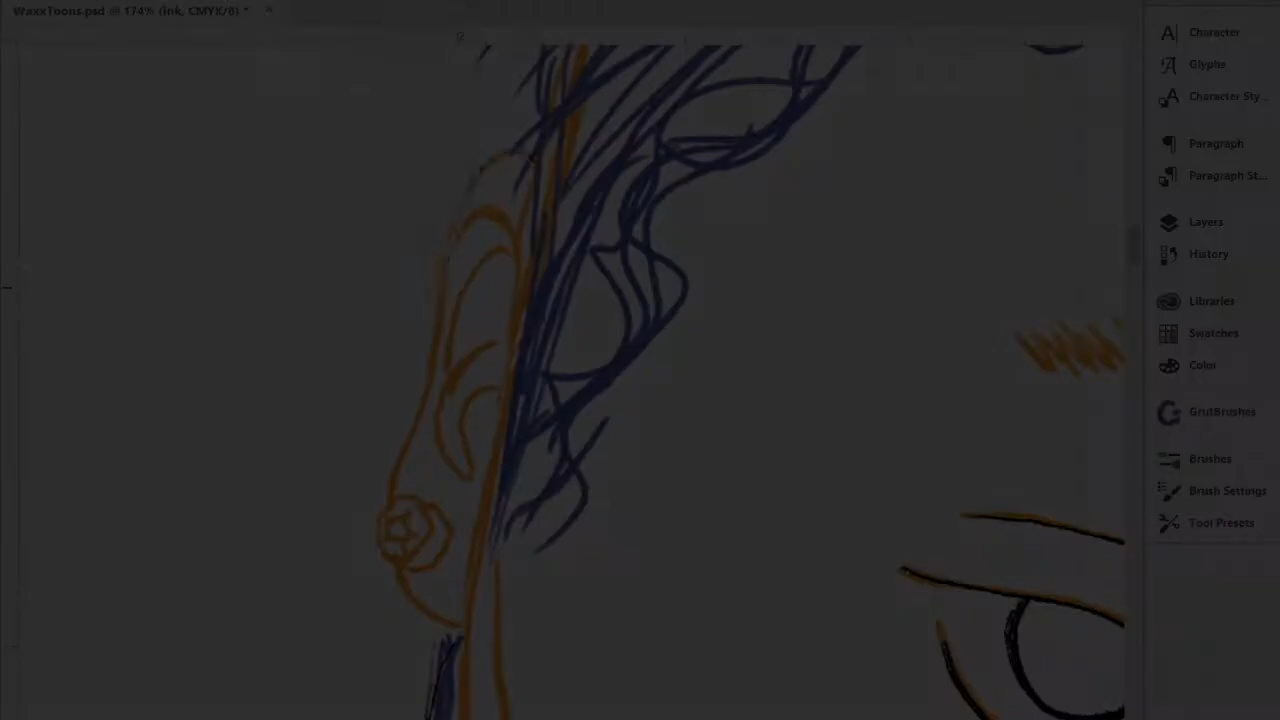 WaxxToons.psd @ 174% (Ink, CMYK/8) *
Character
Glyphs
Character Sty...
Paragraph
Paragraph St...
Layers
History
Libraries
Swatches
Color
GrutBrushes
Brushes
Brush Settings
Tool Presets